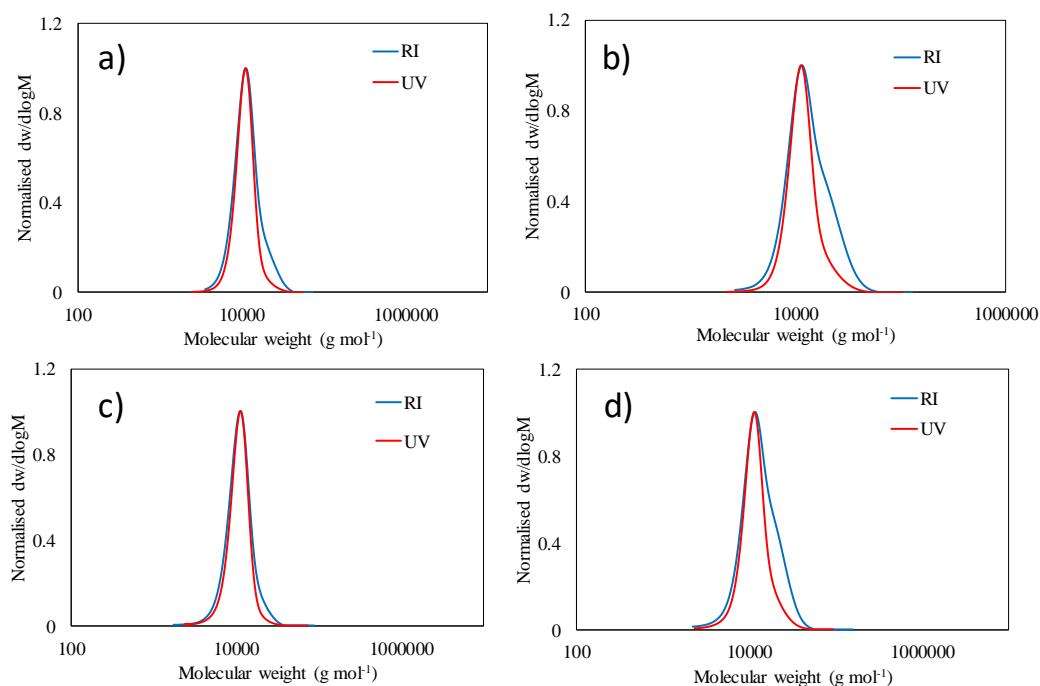 a)
1.2
0.8
0.4
0
Normalised dw/dlogM
RI
UV
100
10000
1000000
Molecular weight (g mol-1)
b)
1.2
0.8
0.4
0
Normalised dw/dlogM
RI
UV
100
10000
1000000
Molecular weight (g mol-1)
c)
1.2
0.8
0.4
0
Normalised dw/dlogM
RI
UV
100
10000
1000000
Molecular weight (g mol-1)
d)
1.2
0.8
0.4
0
Normalised dw/dlogM
RI
UV
100
10000
1000000
Molecular weight (g mol-1)